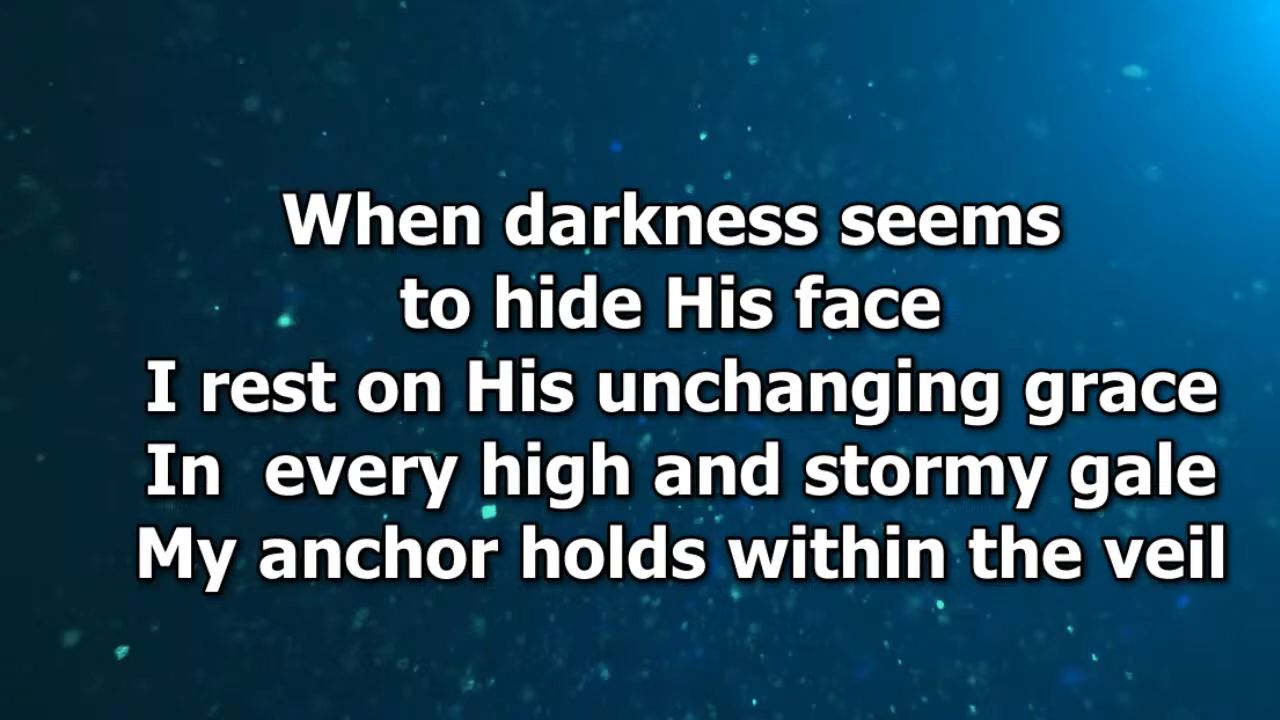 When darkness seems
to hide His face
I rest on His unchanging grace
In  every high and stormy gale
My anchor holds within the veil